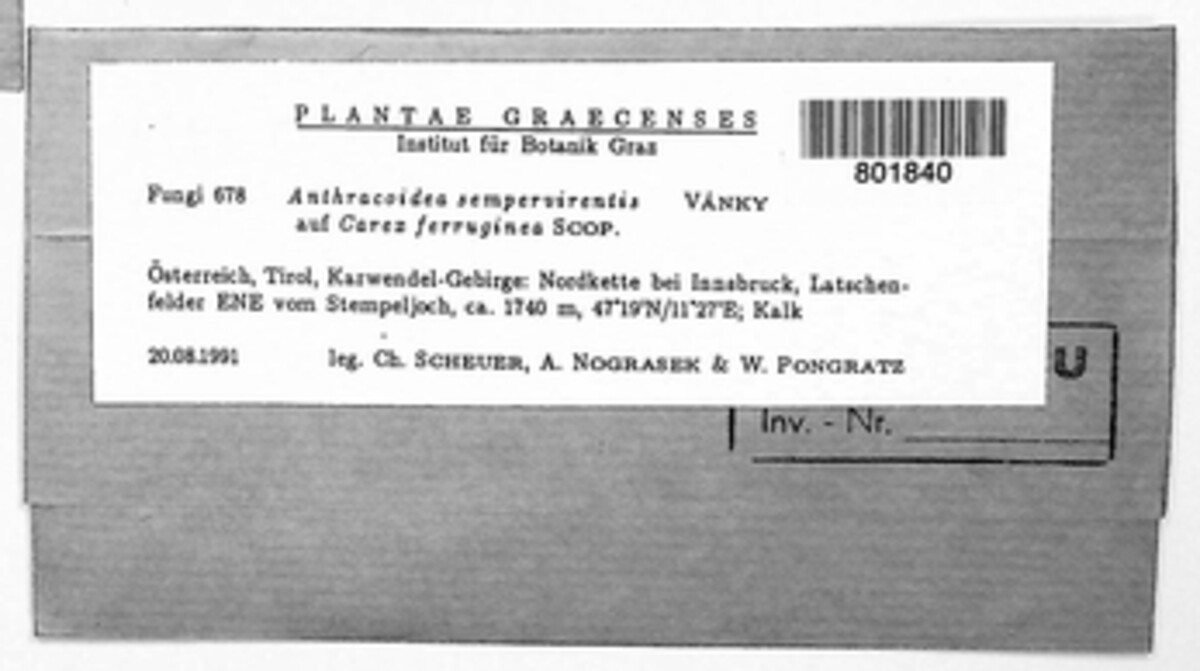 PLANTAE GRAECENSES
Institut für Botanik Graz
801840
Fungi 678 Anthracoidea sempervirentis VÁNKY
auf Carex ferruginea SCOP.
Österreich, Tirol, Karwendel-Gebirge: Nordkette bei Innsbruck, Latschen-
felder ENE vom Stempeljoch, ca. 1740 m, 47°19'N/11°27'E; Kalk
20.08.1991 leg. Ch. SCHEUER, A. NOGRASEK & W. PONGRATZ
U
Inv. - Nr.